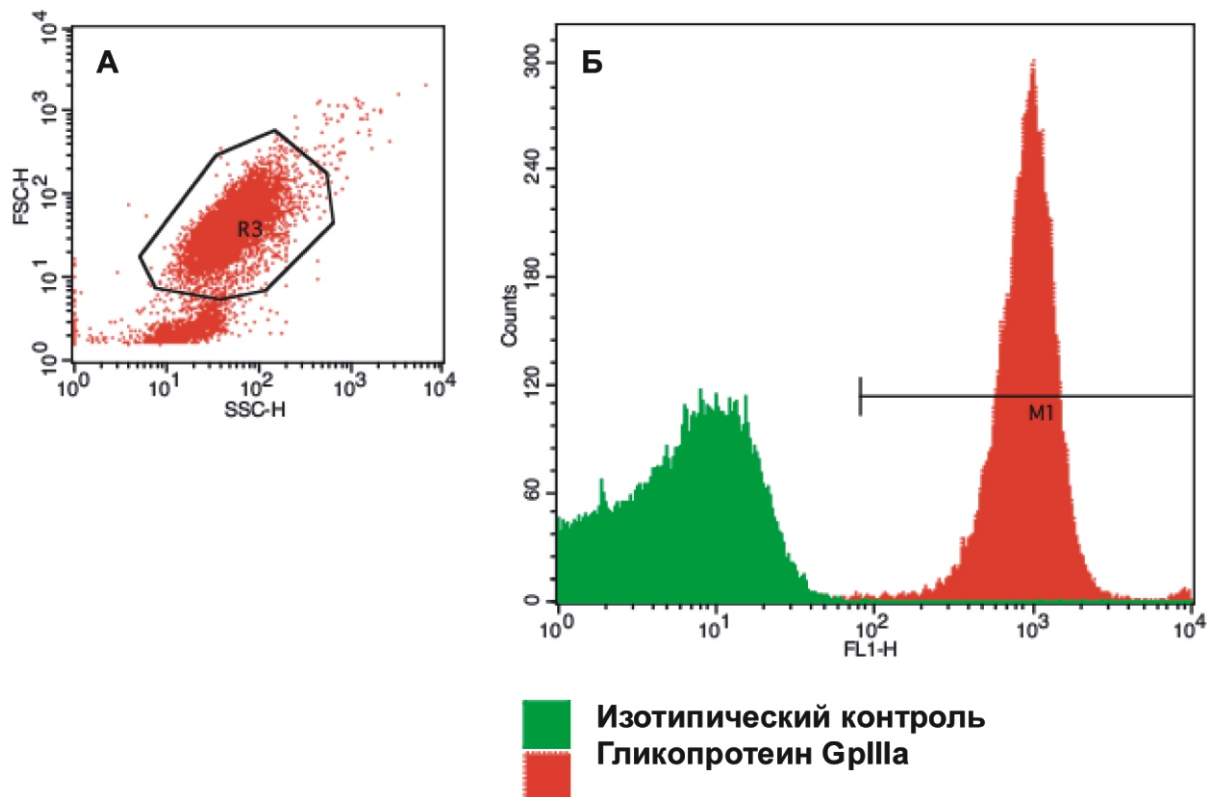 А
FSC-H
10⁴
10³
10²
10¹
10⁰
R3
10⁰ 10¹ 10² 10³ 10⁴
SSC-H
Б
Counts
300
240
180
120
60
0
M1
10⁰ 10¹ 10² 10³ 10⁴
FL1-H
Изотипический контроль
Гликопротеин GpIIIa